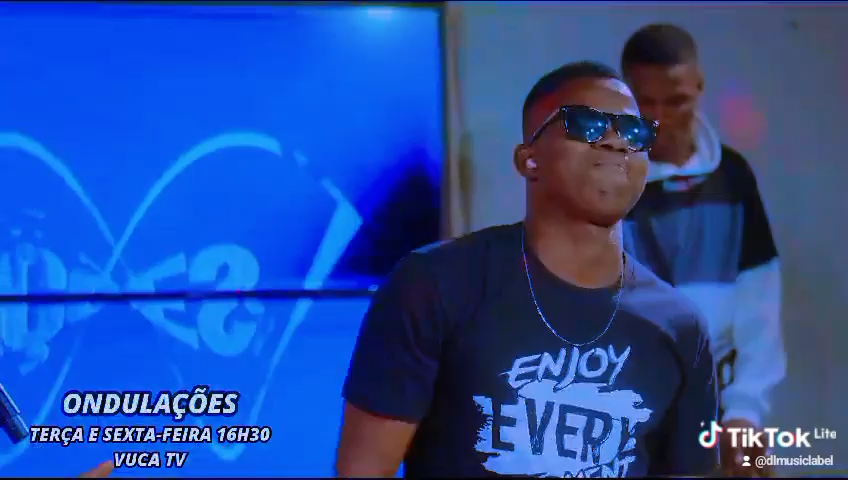 ENJOY
EVERY
ONDULAÇÕES
TERÇA E SEXTA-FEIRA 16H30
VUCA TV
TikTok Lite
@dlmusiclabel